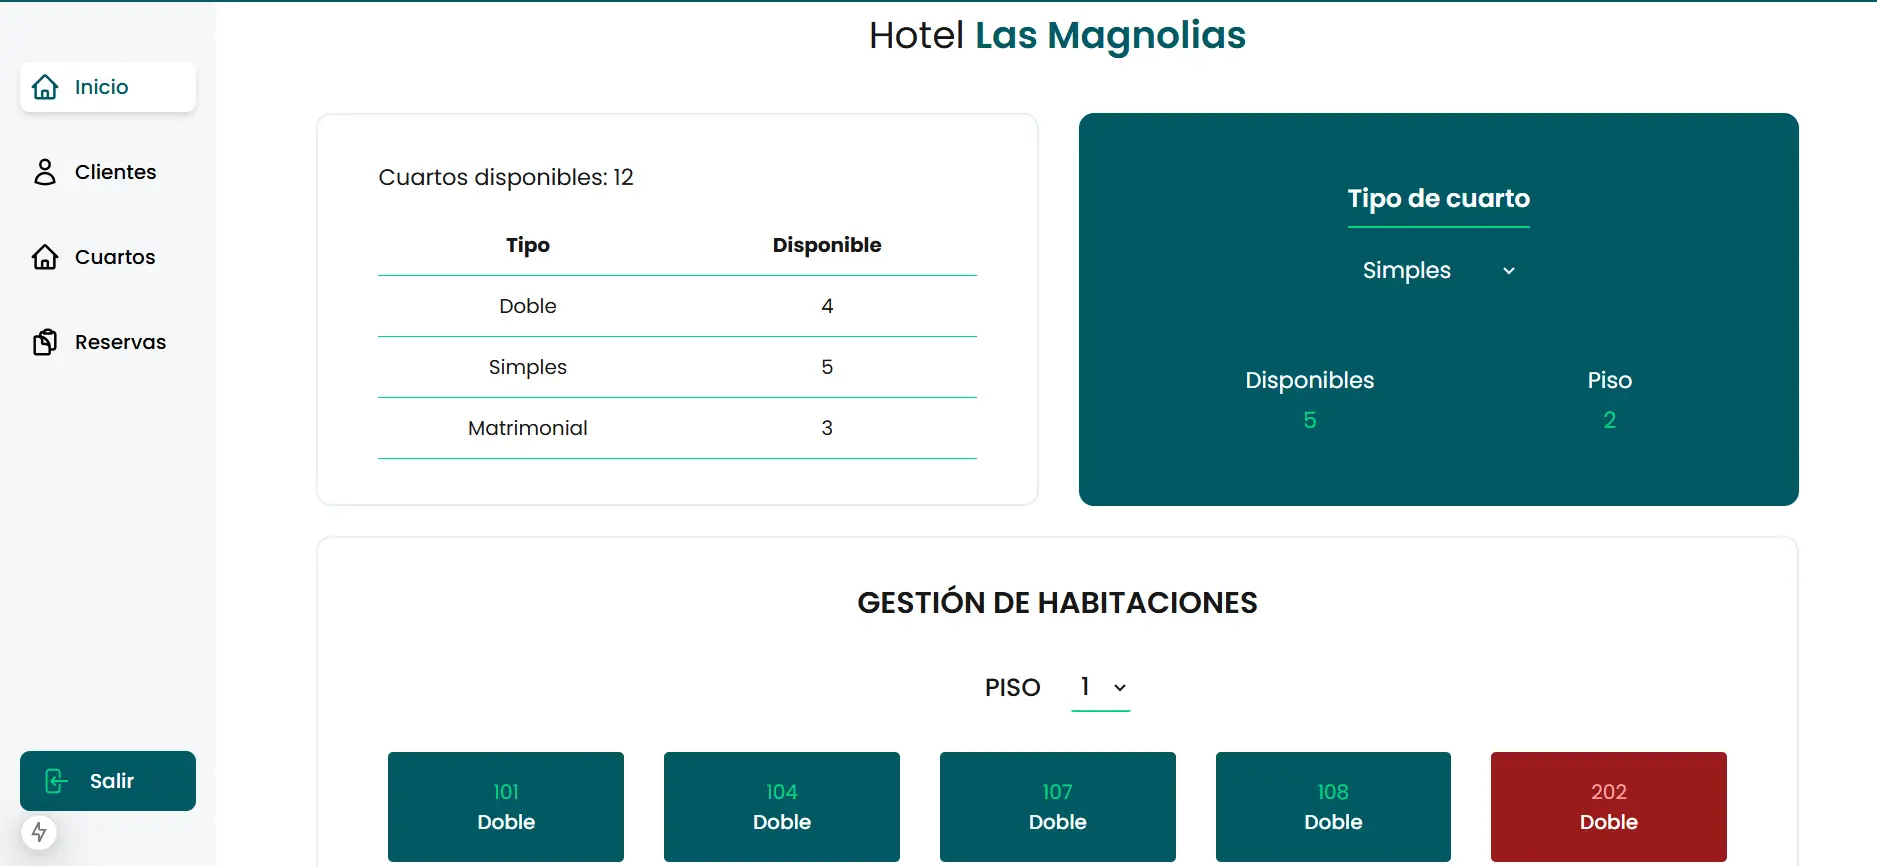 Hotel Las Magnolias
Inicio
Clientes
Cuartos
Reservas
Salir
Cuartos disponibles: 12
Tipo Disponible
Doble 4
Simples 5
Matrimonial 3
Tipo de cuarto
Simples
Disponibles Piso
5 2
GESTIÓN DE HABITACIONES
PISO 1
101 104 107 108 202
Doble Doble Doble Doble Doble